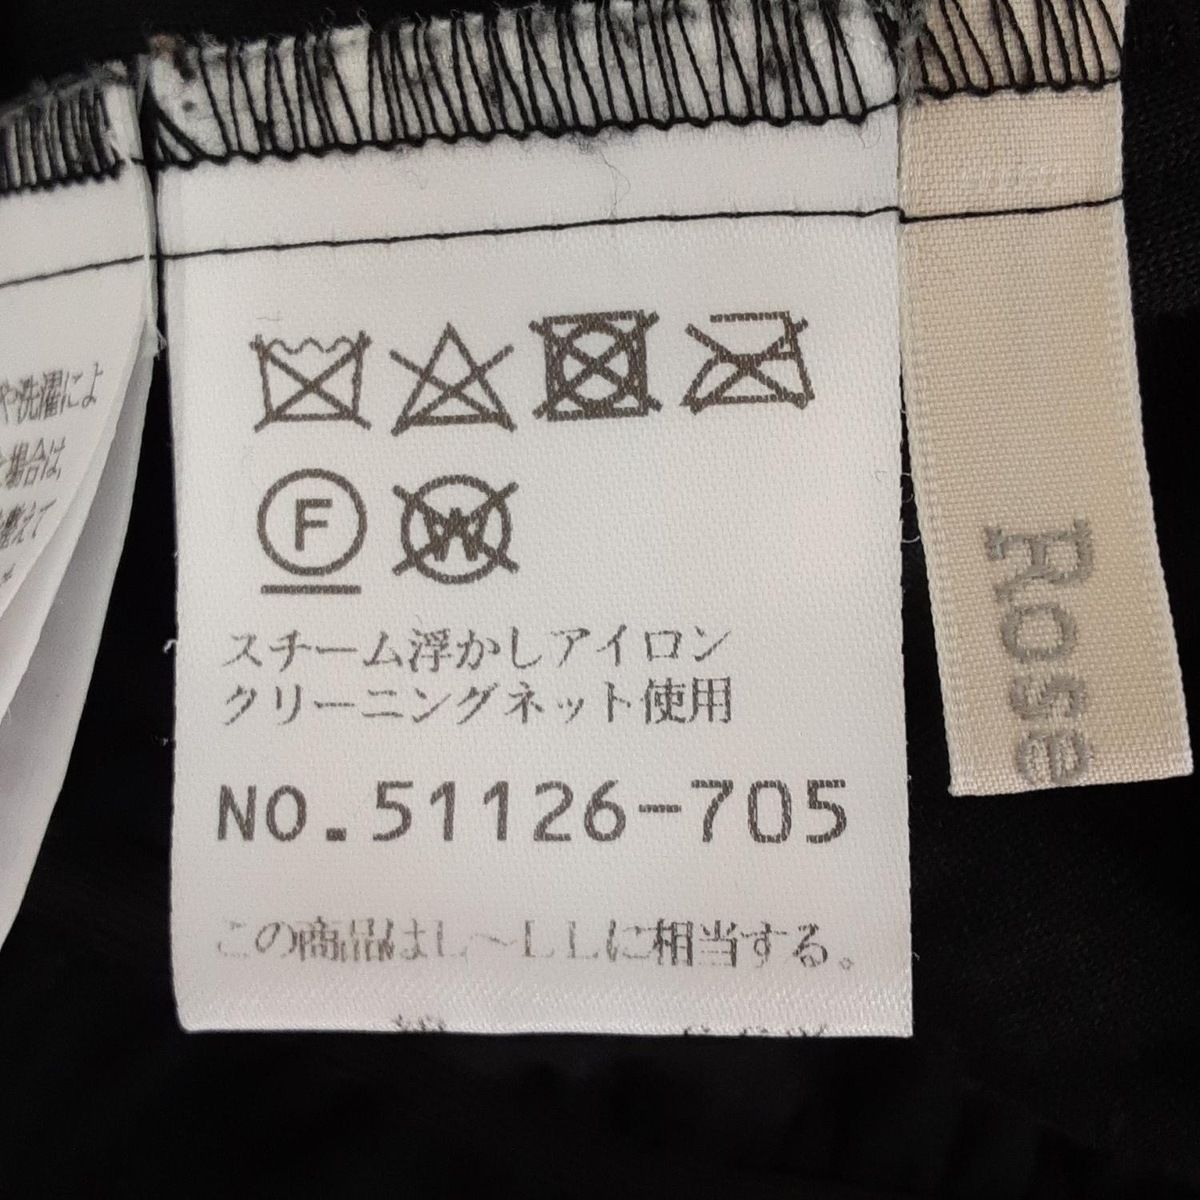 や洗濯によ
場合は
F
W
スチーム浮かしアイロン
クリーニングネット使用
NO.51126-705
この商品はL〜LLに相当する。
Rose